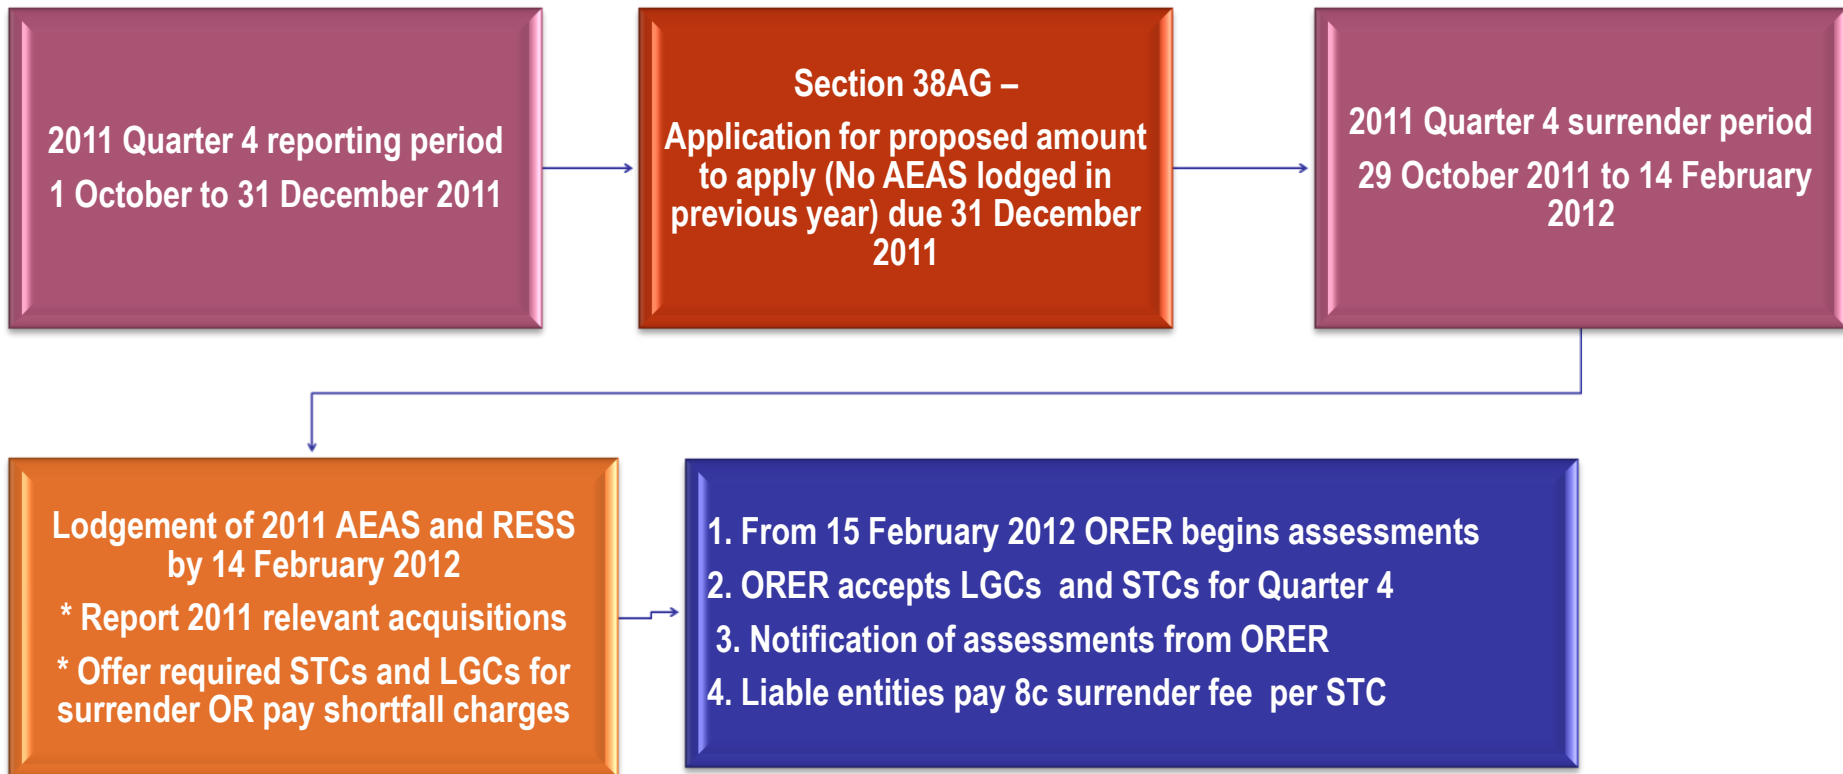 2011 Quarter 4 reporting period
1 October to 31 December 2011
Section 38AG –
Application for proposed amount
to apply (No AEAS lodged in
previous year) due 31 December
2011
2011 Quarter 4 surrender period
29 October 2011 to 14 February
2012
Lodgement of 2011 AEAS and RESS
by 14 February 2012
* Report 2011 relevant acquisitions
* Offer required STCs and LGCs for
surrender OR pay shortfall charges
1. From 15 February 2012 ORER begins assessments
2. ORER accepts LGCs and STCs for Quarter 4
3. Notification of assessments from ORER
4. Liable entities pay 8c surrender fee per STC